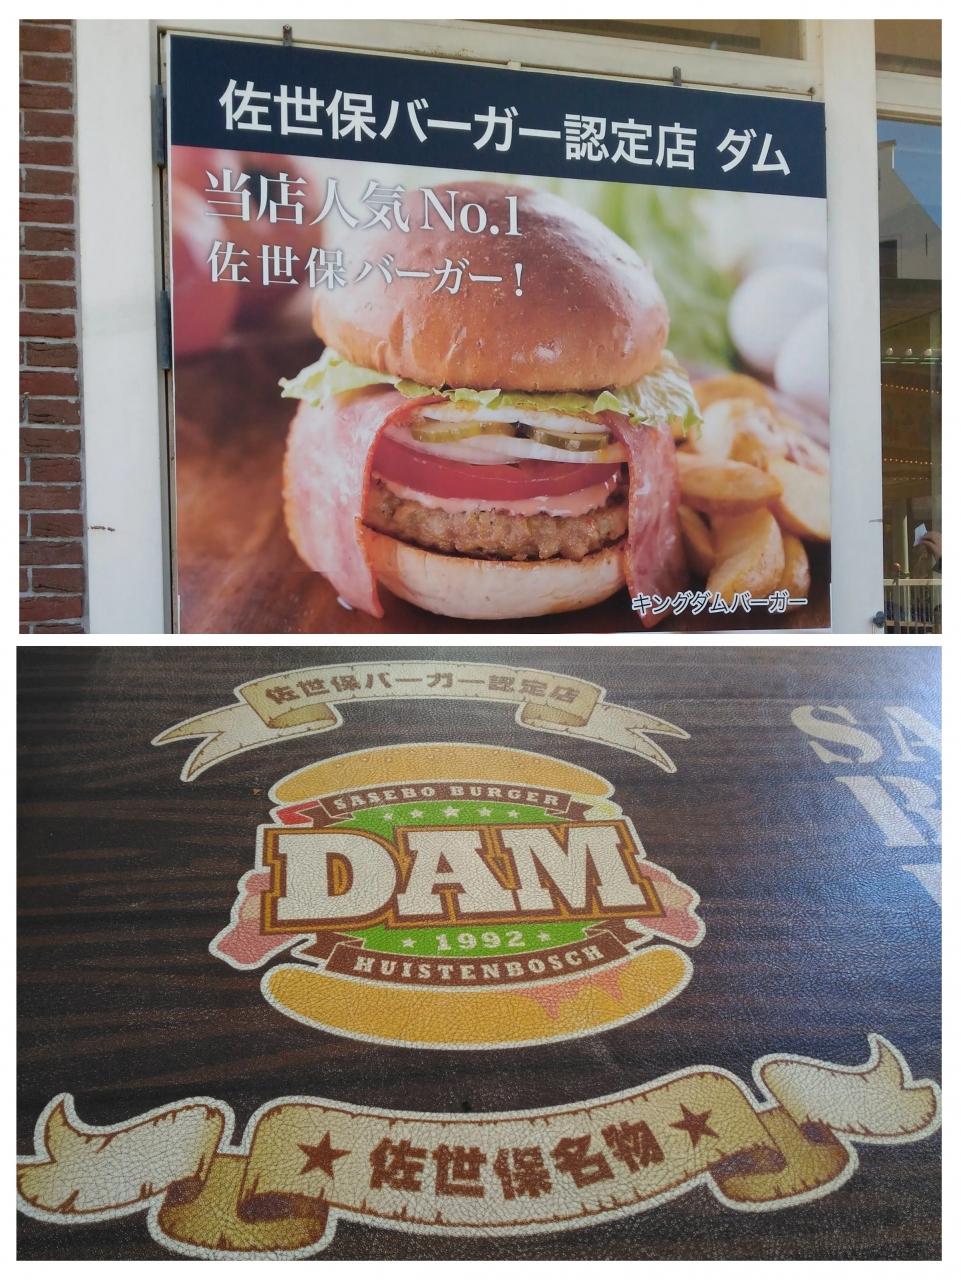 佐世保バーガー認定店 ダム
当店人気No.1
佐世保バーガー!
キングダムバーガー
佐世保バーガー認定店
SASEBO BURGER
DAM
1992
HUISTENBOSCH
佐世保名物